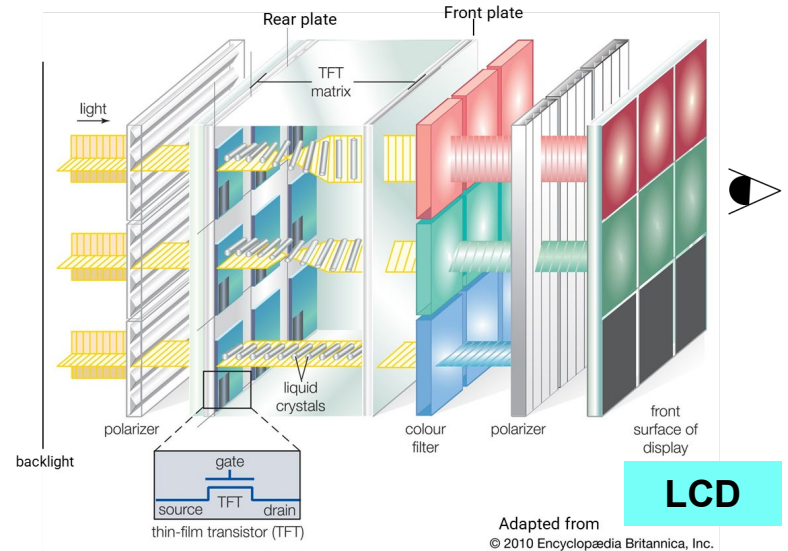 Rear plate
Front plate
TFT
matrix
light
liquid
crystals
polarizer
colour
filter
polarizer
front
surface of
display
backlight
gate
TFT
source
drain
thin-film transistor (TFT)
LCD
Adapted from
© 2010 Encyclopædia Britannica, Inc.